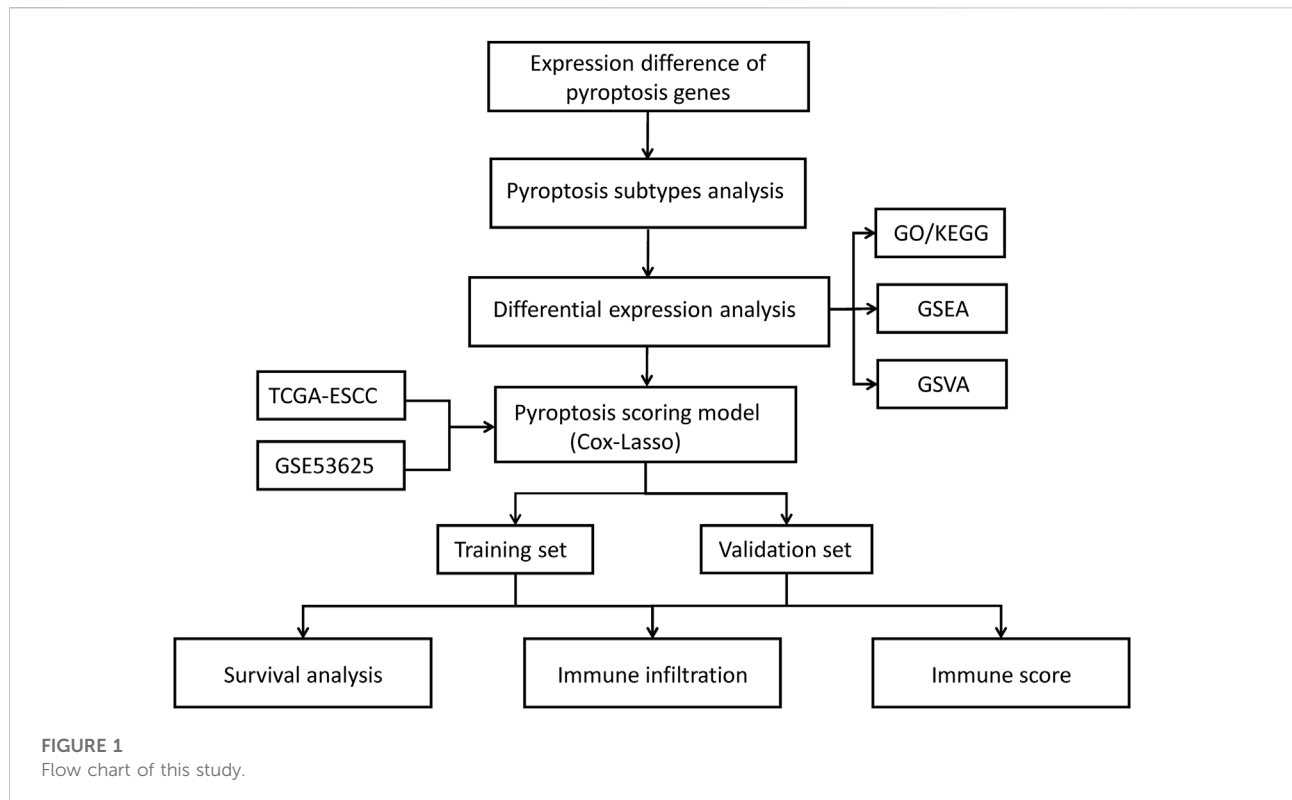 Expression difference of
pyroptosis genes
Pyroptosis subtypes analysis
GO/KEGG
Differential expression analysis
GSEA
GSVA
TCGA-ESCC
Pyroptosis scoring model
(Cox-Lasso)
GSE53625
Training set
Validation set
Survival analysis
Immune infiltration
Immune score
FIGURE 1
Flow chart of this study.